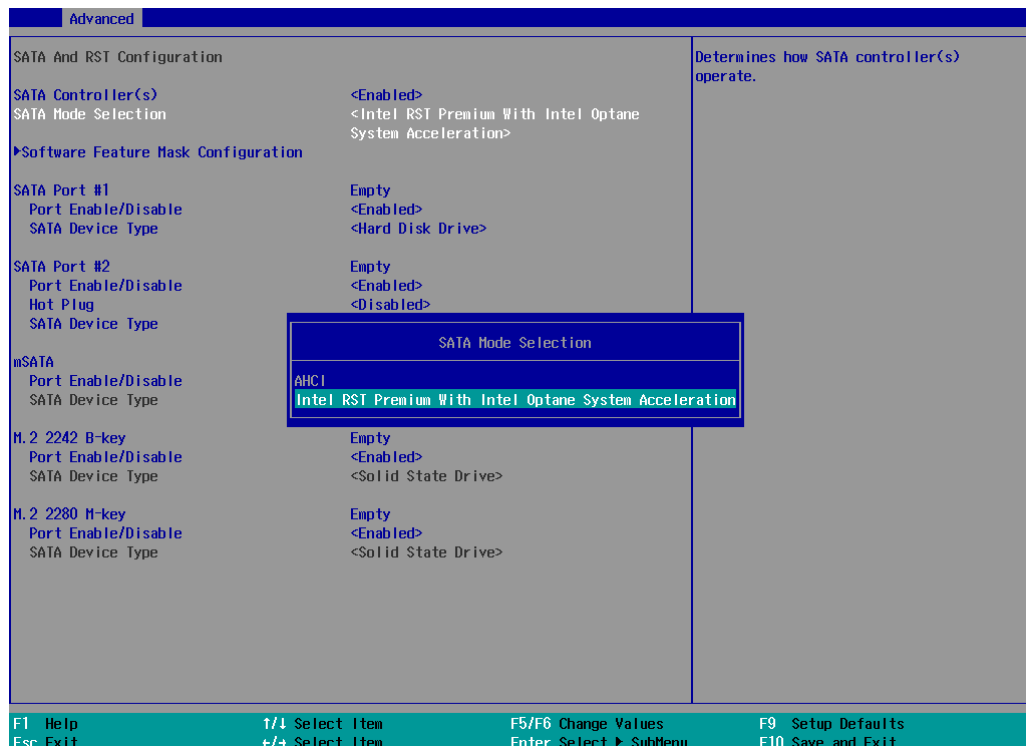 Advanced
SATA And RST Configuration
Determines how SATA controller(s)
operate.
SATA Controller(s) <Enabled>
SATA Mode Selection <Intel RST Premium With Intel Optane
System Acceleration>
▶Software Feature Mask Configuration
SATA Port #1 Empty
Port Enable/Disable <Enabled>
SATA Device Type <Hard Disk Drive>
SATA Port #2 Empty
Port Enable/Disable <Enabled>
Hot Plug <Disabled>
SATA Device Type
SATA Mode Selection
AHCI
Intel RST Premium With Intel Optane System Acceleration
mSATA
Port Enable/Disable
SATA Device Type
M.2 2242 B-key Empty
Port Enable/Disable <Enabled>
SATA Device Type <Solid State Drive>
M.2 2280 M-key Empty
Port Enable/Disable <Enabled>
SATA Device Type <Solid State Drive>
F1 Help ↑/↓ Select Item F5/F6 Change Values F9 Setup Defaults
Esc Exit ←/→ Select Item Enter Select ▶ SubMenu F10 Save and Exit